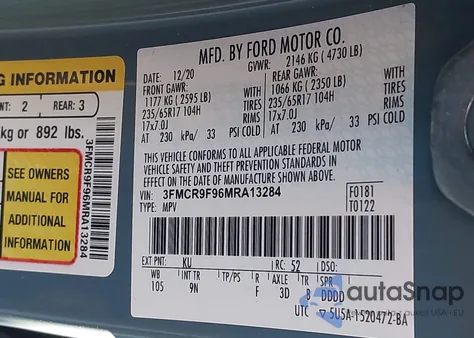 G INFORMATION
NT: 2 REAR: 3
kg or 892 lbs.
SEE OWNERS
MANUAL FOR
ADDITIONAL
INFORMATION
3FMCR9F96MRA13284
MFD. BY FORD MOTOR CO.
DATE: 12/20 GVWR: 2146 KG ( 4730 LB)
FRONT GAWR: REAR GAWR:
1177 KG ( 2595 LB) 1066 KG ( 2350 LB)
WITH WITH
235/65R17 104H TIRES 235/65R17 104H TIRES
17x7.0J RIMS 17x7.0J RIMS
AT 230 kPa/ 33 PSI COLD AT 230 kPa/ 33 PSI COLD
THIS VEHICLE CONFORMS TO ALL APPLICABLE FEDERAL MOTOR
VEHICLE SAFETY AND THEFT PREVENTION STANDARDS IN
EFFECT ON THE DATE OF MANUFACTURE SHOWN ABOVE.
VIN: 3FMCR9F96MRA13284
TYPE: MPV
F0181
T0122
EXT PNT: KU RC: 52 DSO:
WB INT TR TP/PS R AXLE TR S
105 9N F 3D 8 DDDD
UTC 5U5A-1520472-BA
autoSnap